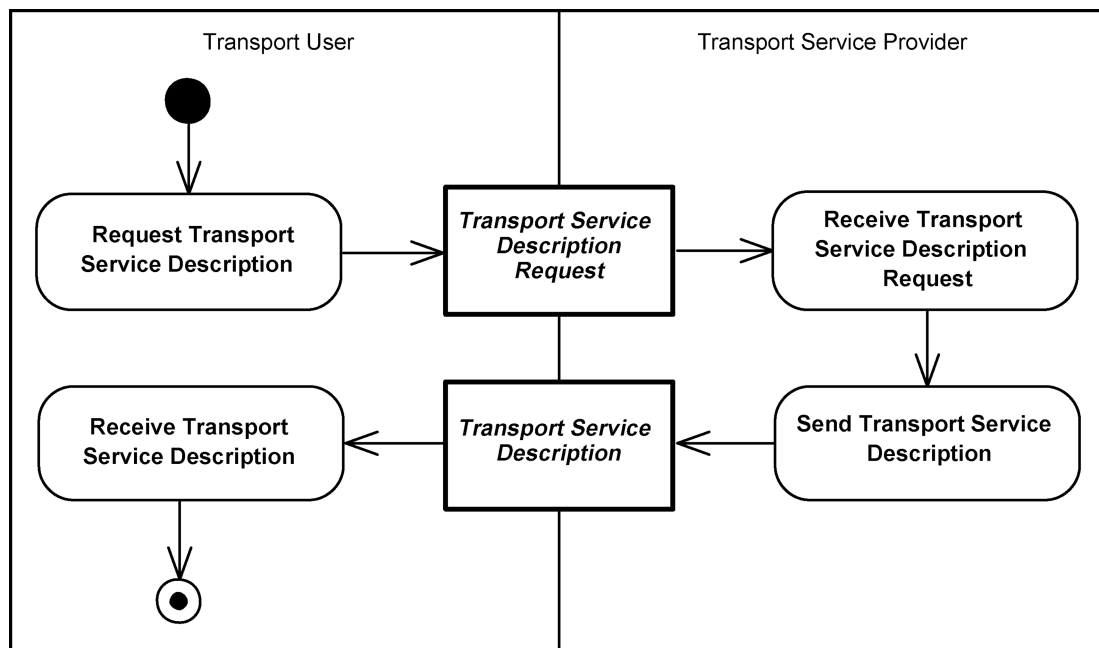 Transport User
Transport Service Provider
Request Transport
Service Description
Transport Service
Description
Request
Receive Transport
Service Description
Request
Receive Transport
Service Description
Transport Service
Description
Send Transport Service
Description